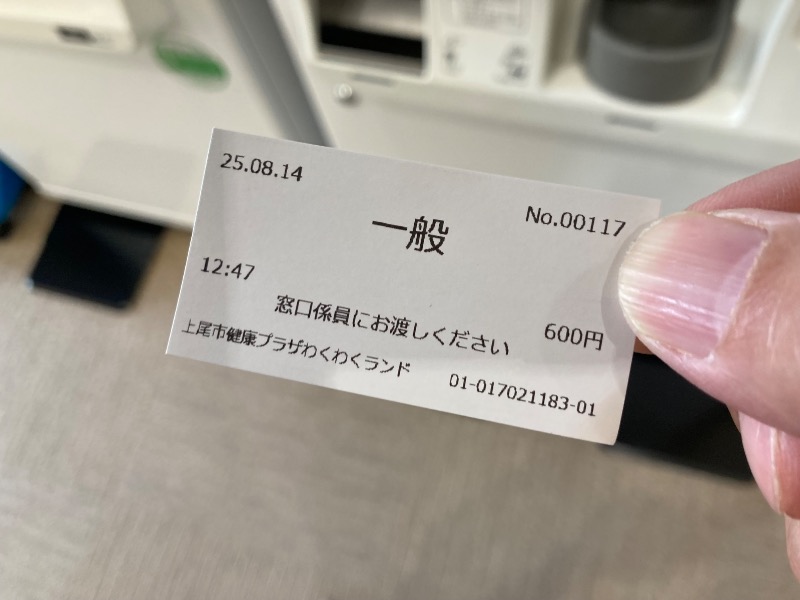 25.08.14
No.00117
一般
12:47
窓口係員にお渡しください
600円
上尾市健康プラザわくわくランド
01-017021183-01